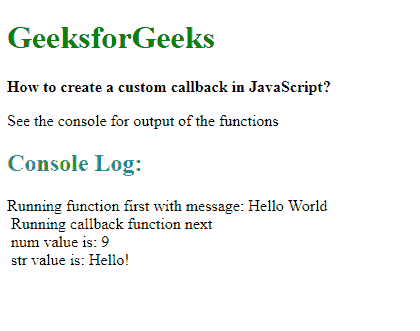 GeeksforGeeks
How to create a custom callback in JavaScript?
See the console for output of the functions
Console Log:
Running function first with message: Hello World
Running callback function next
num value is: 9
str value is: Hello!